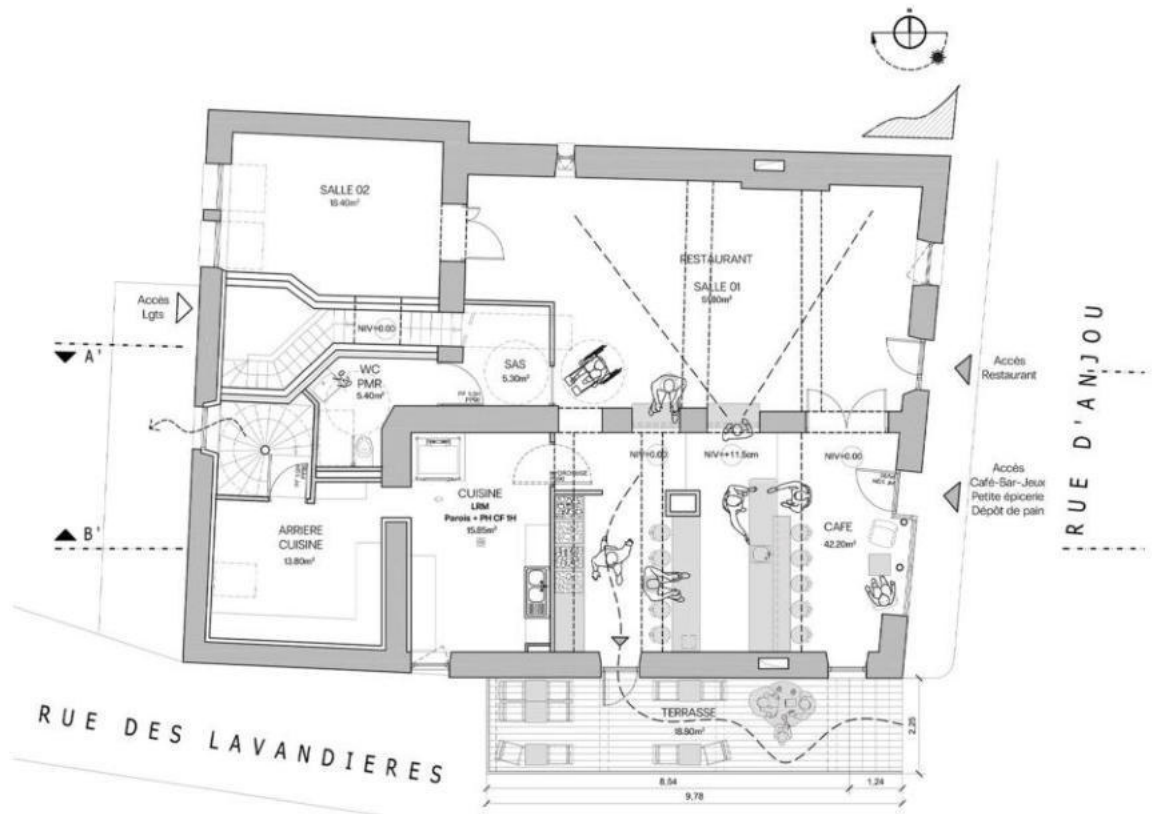 N
SALLE 02
18.40m²
RESTAURANT
SALLE 01
Accès
Lgts
NIV=0.00
A'
WC
PMR
5.40m²
SAS
5.30m²
Accès
Restaurant
RUE D'ANJOU
NIV=0.00
NIV=+11.5cm
NIV=0.00
CUISINE
LRM
Parois + PH CF 1H
15.85m²
Accès
Café-Bar-Jeux
Petite épicerie
Dépôt de pain
CAFE
42.20m²
B'
ARRIERE
CUISINE
13.80m²
TERRASSE
18.80m²
RUE DES LAVANDIERES
2.25
8.54
1.24
9.78